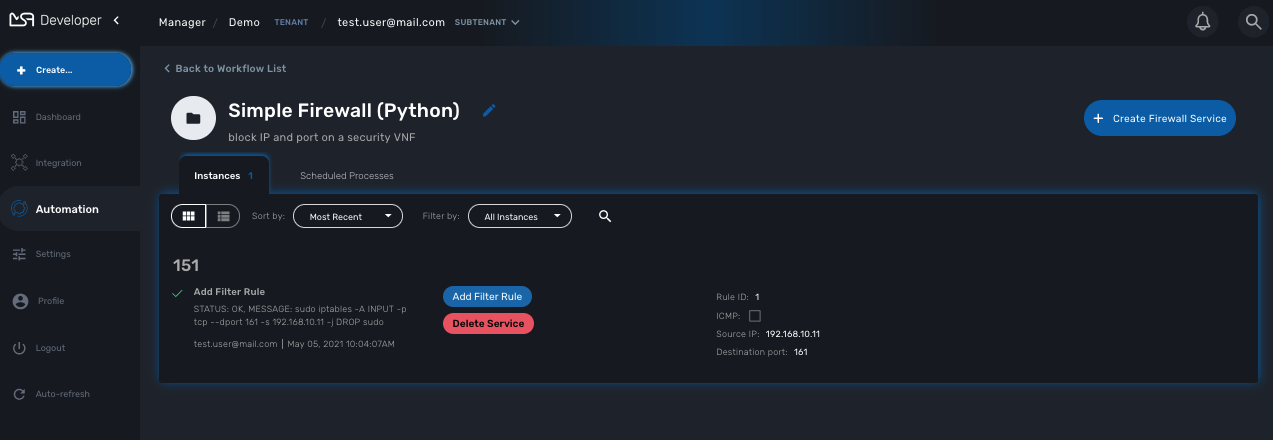 MSA Developer
Manager / Demo TENANT / test.user@mail.com SUBTENANT
Create...
Dashboard
Integration
Automation
Settings
Profile
Logout
Auto-refresh
Back to Workflow List
Simple Firewall (Python)
block IP and port on a security VNF
+ Create Firewall Service
Instances 1
Scheduled Processes
Sort by: Most Recent
Filter by: All Instances
151
Add Filter Rule
STATUS: OK, MESSAGE: sudo iptables -A INPUT -p
tcp --dport 161 -s 192.168.10.11 -j DROP sudo
test.user@mail.com | May 05, 2021 10:04:07AM
Add Filter Rule
Delete Service
Rule ID: 1
ICMP:
Source IP: 192.168.10.11
Destination port: 161